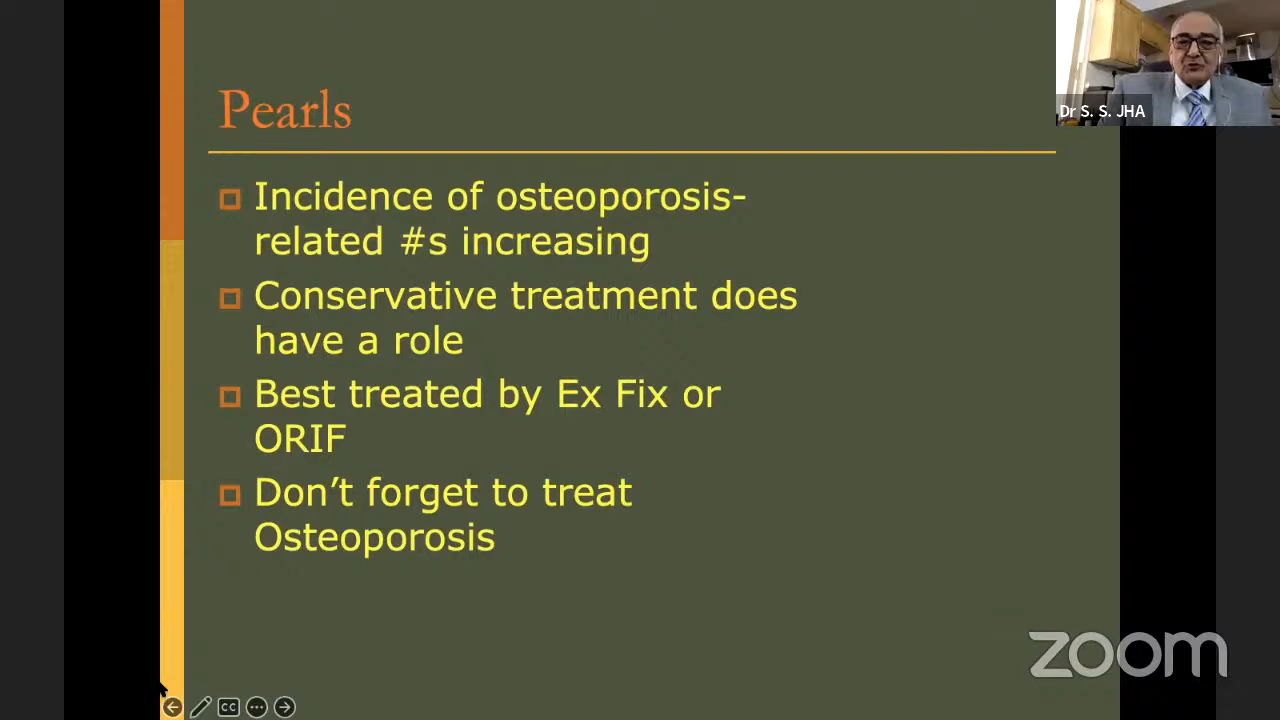 Dr S. S. JHA
Pearls
Incidence of osteoporosis-
related #s increasing
Conservative treatment does
have a role
Best treated by Ex Fix or
ORIF
Don’t forget to treat
Osteoporosis
zoom
CC